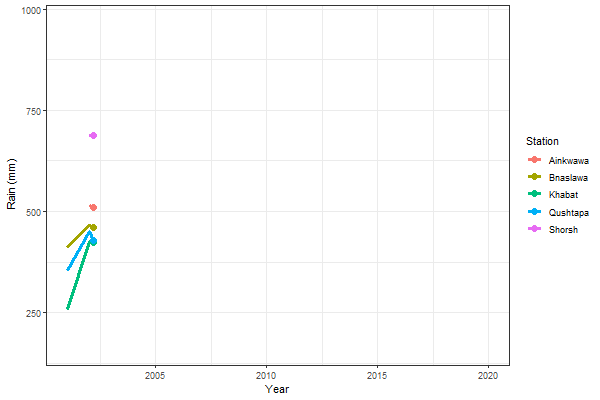 1000
750
500
250
Rain (mm)
2005
2010
2015
2020
Year
Station
Ainkwawa
Bnaslawa
Khabat
Qushtapa
Shorsh